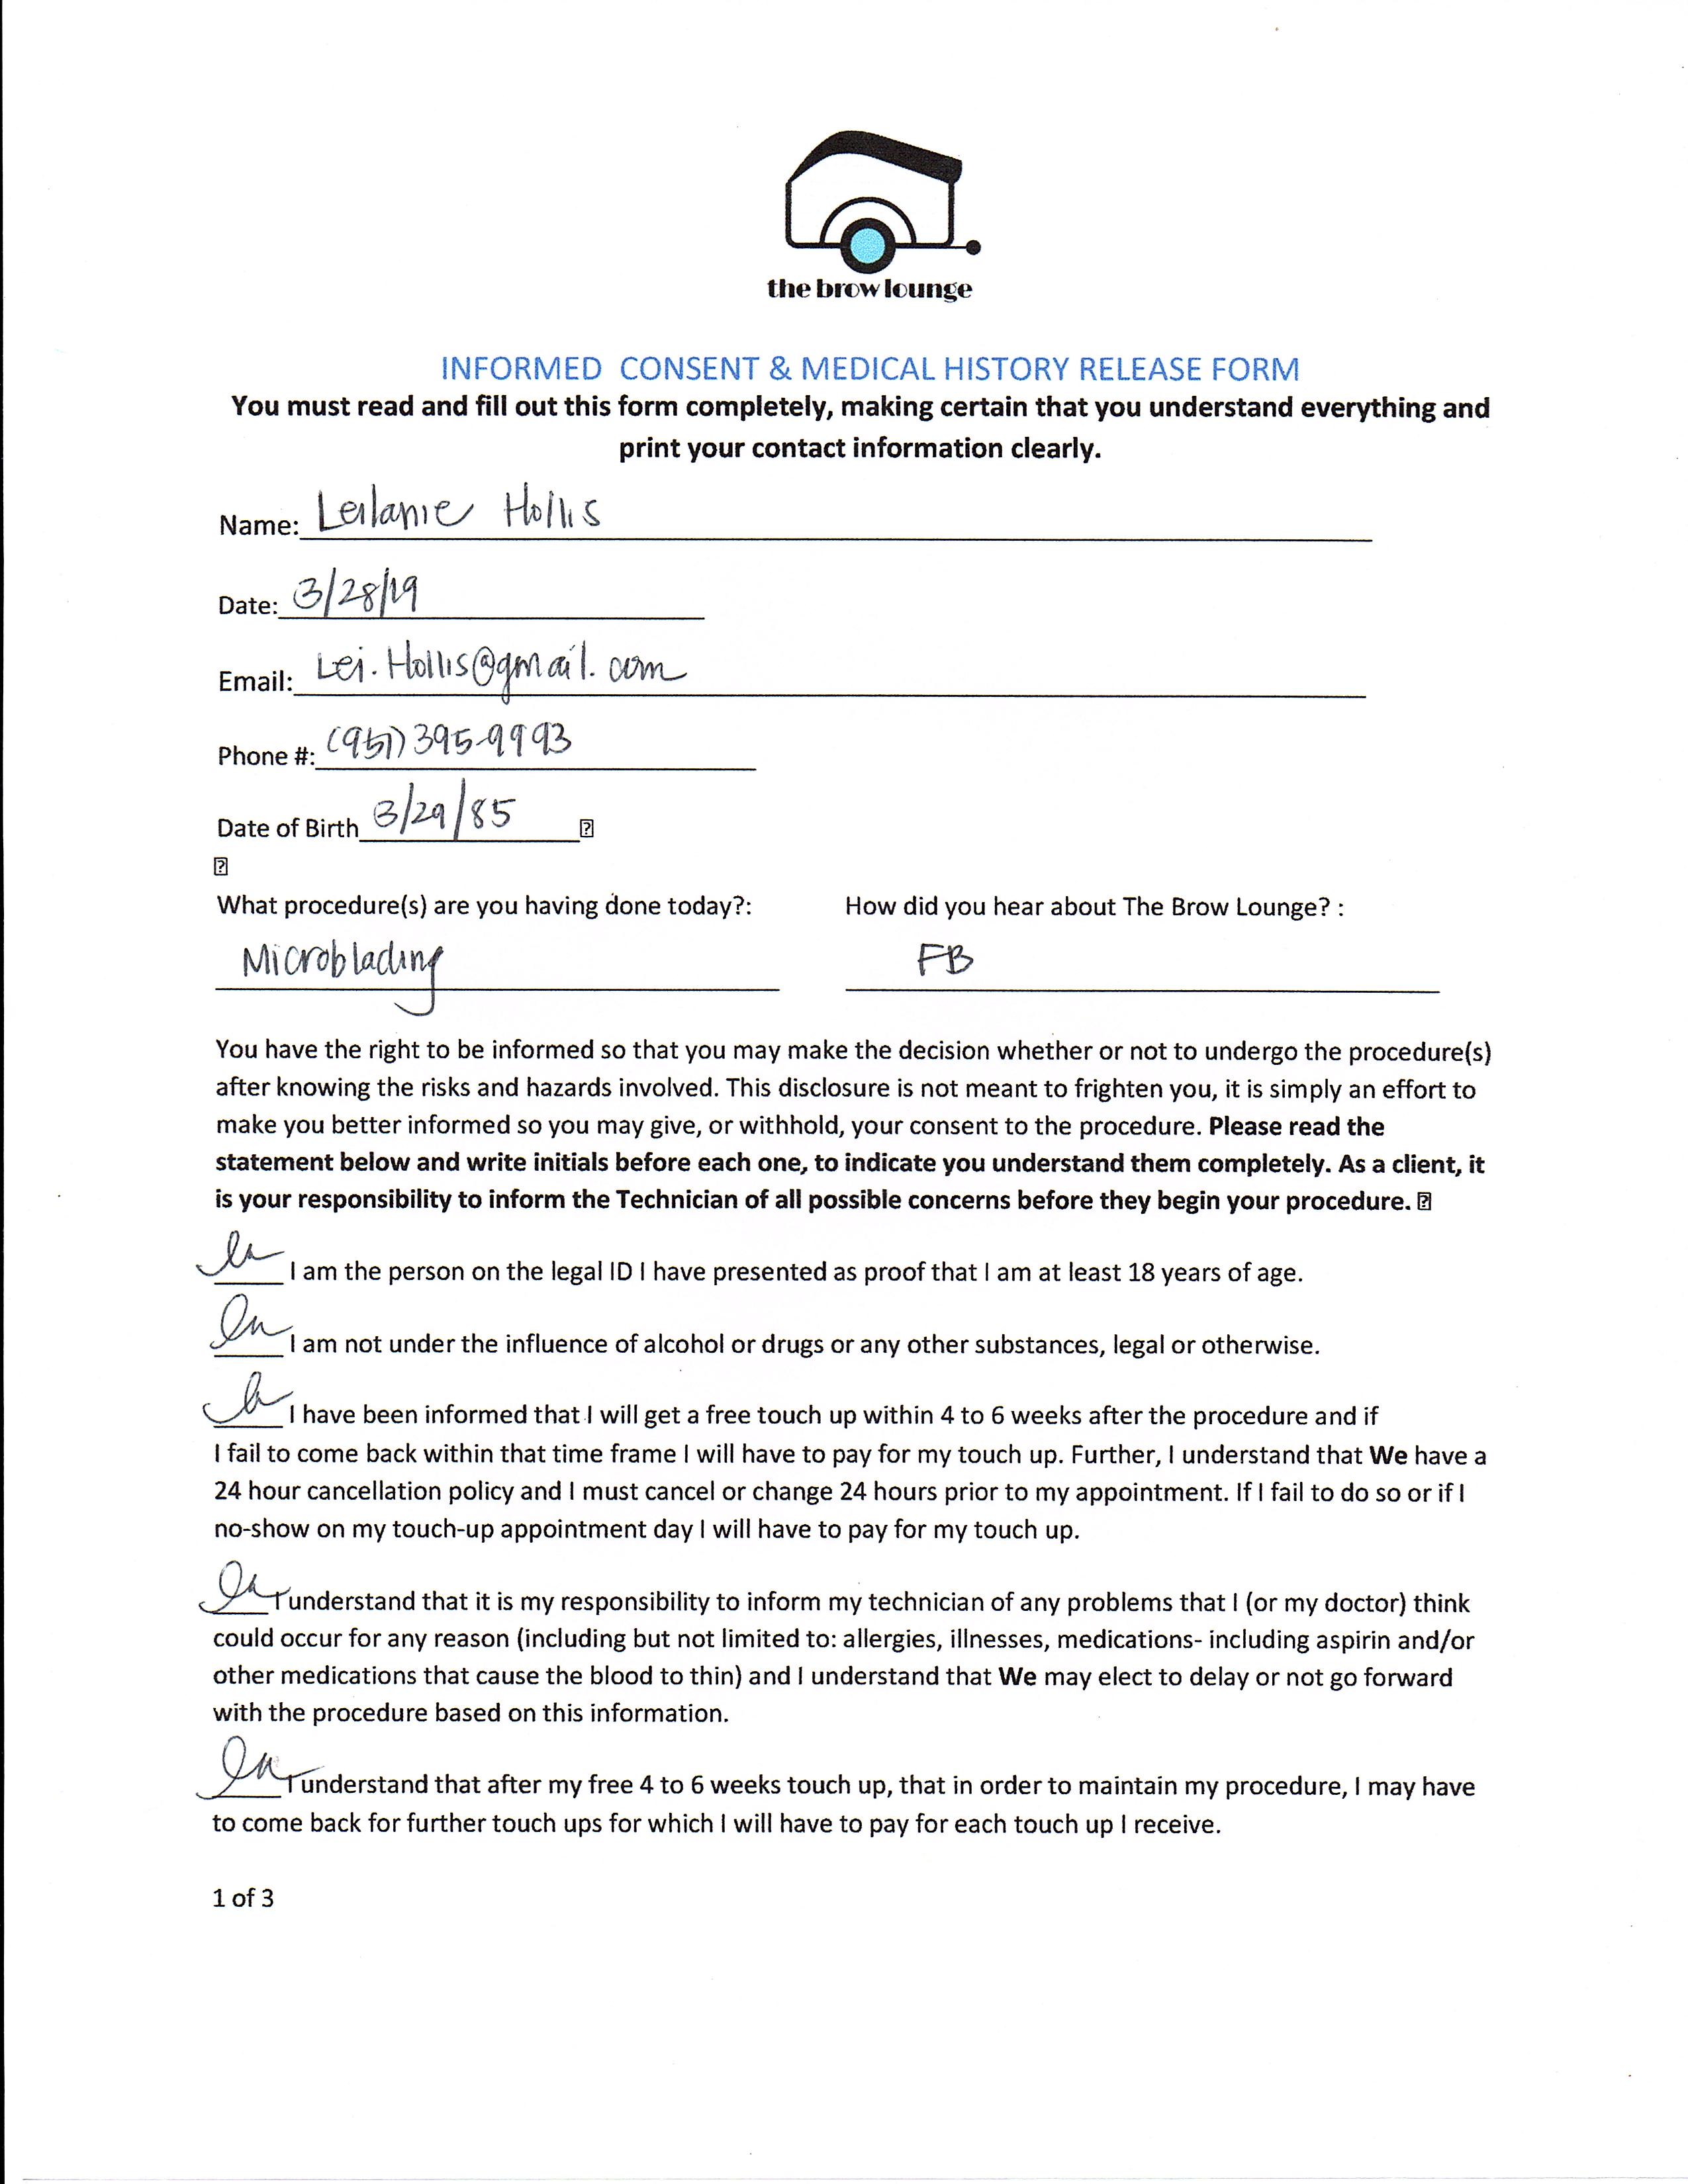 the brow lounge
INFORMED CONSENT & MEDICAL HISTORY RELEASE FORM
You must read and fill out this form completely, making certain that you understand everything and
print your contact information clearly.
Name: Leilanie Hollis
Date: 3/28/19
Email: Lei.Hollis@gmail.com
Phone #: (951) 395-9993
Date of Birth 3/29/85
What procedure(s) are you having done today?: How did you hear about The Brow Lounge? :
Microblading FB
You have the right to be informed so that you may make the decision whether or not to undergo the procedure(s)
after knowing the risks and hazards involved. This disclosure is not meant to frighten you, it is simply an effort to
make you better informed so you may give, or withhold, your consent to the procedure. Please read the
statement below and write initials before each one, to indicate you understand them completely. As a client, it
is your responsibility to inform the Technician of all possible concerns before they begin your procedure.
I am the person on the legal ID I have presented as proof that I am at least 18 years of age.
I am not under the influence of alcohol or drugs or any other substances, legal or otherwise.
I have been informed that I will get a free touch up within 4 to 6 weeks after the procedure and if
I fail to come back within that time frame I will have to pay for my touch up. Further, I understand that We have a
24 hour cancellation policy and I must cancel or change 24 hours prior to my appointment. If I fail to do so or if I
no-show on my touch-up appointment day I will have to pay for my touch up.
I understand that it is my responsibility to inform my technician of any problems that I (or my doctor) think
could occur for any reason (including but not limited to: allergies, illnesses, medications- including aspirin and/or
other medications that cause the blood to thin) and I understand that We may elect to delay or not go forward
with the procedure based on this information.
I understand that after my free 4 to 6 weeks touch up, that in order to maintain my procedure, I may have
to come back for further touch ups for which I will have to pay for each touch up I receive.
1 of 3